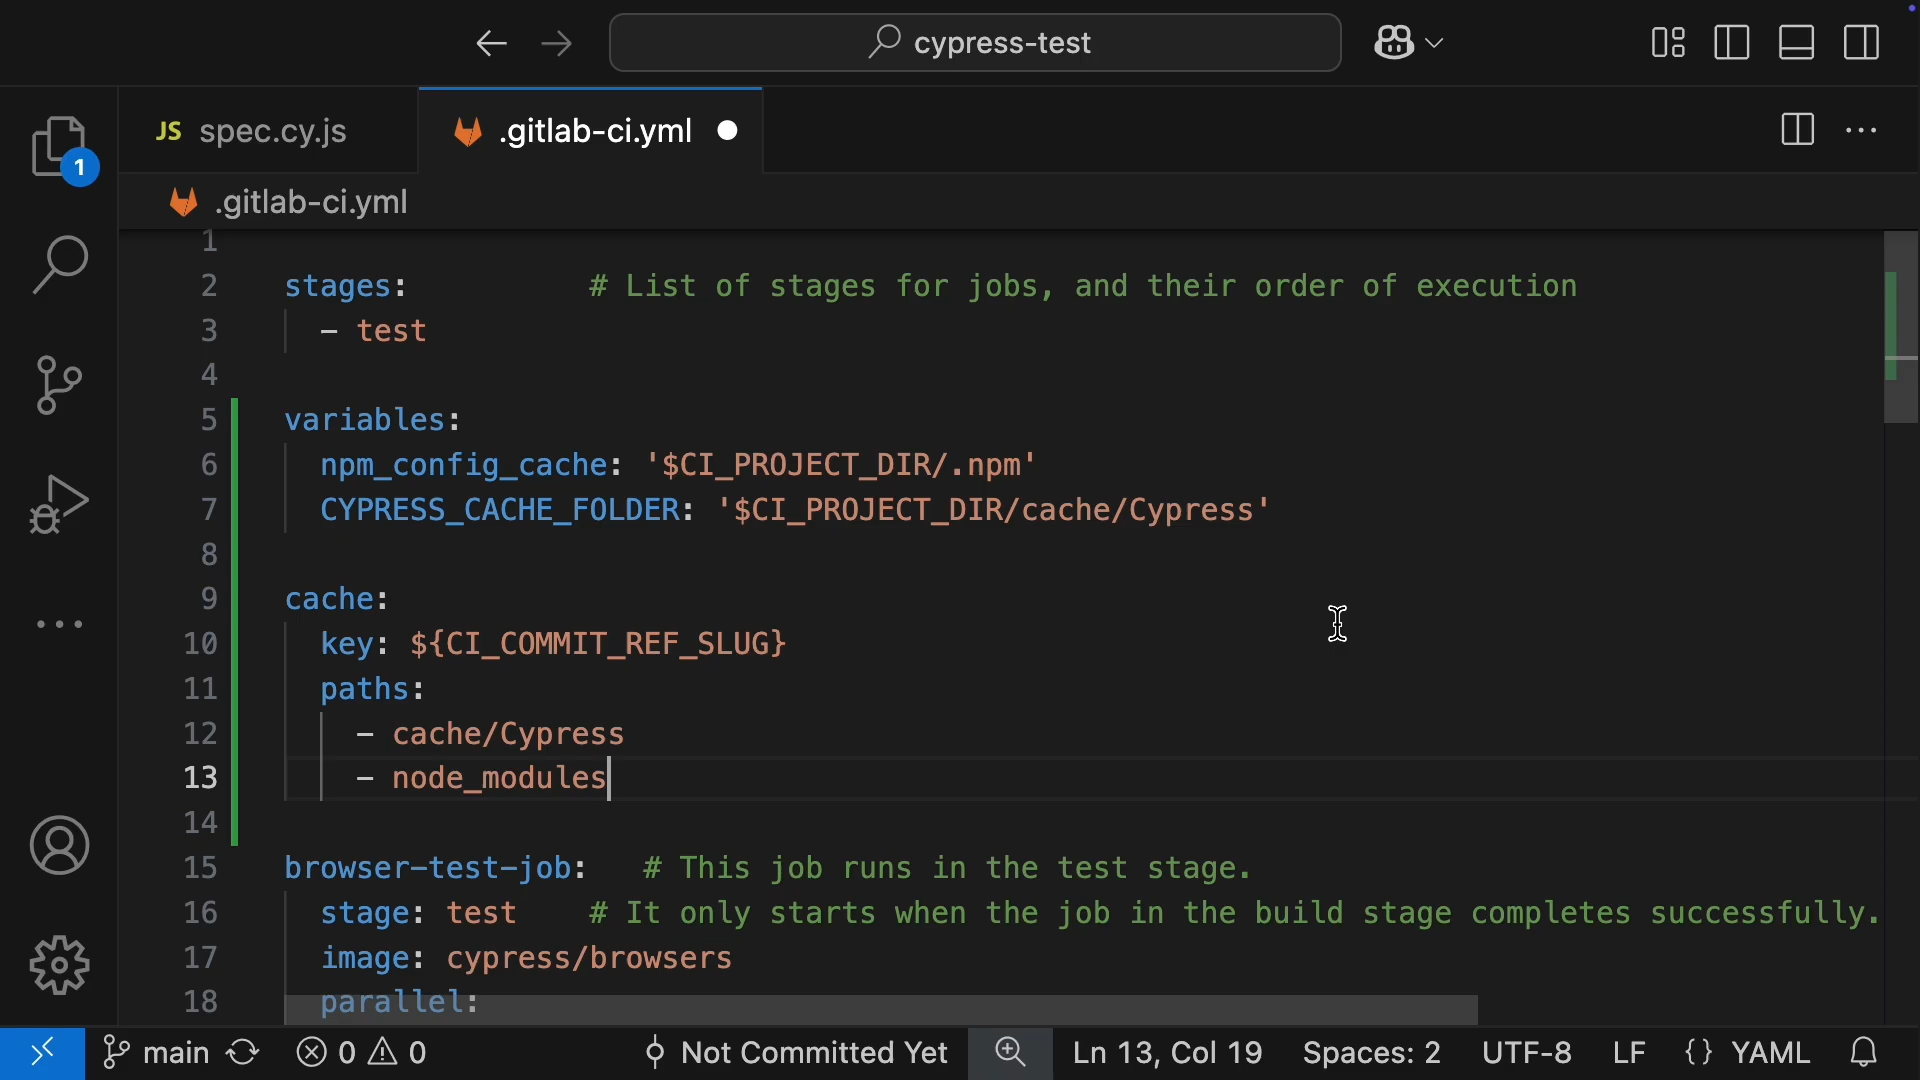 cypress-test
JS spec.cy.js
.gitlab-ci.yml
1
.gitlab-ci.yml
1
2 stages: # List of stages for jobs, and their order of execution
3 - test
4
5 variables:
6 npm_config_cache: '$CI_PROJECT_DIR/.npm'
7 CYPRESS_CACHE_FOLDER: '$CI_PROJECT_DIR/cache/Cypress'
8
9 cache:
10 key: ${CI_COMMIT_REF_SLUG}
11 paths:
12 - cache/Cypress
13 - node_modules
14
15 browser-test-job: # This job runs in the test stage.
16 stage: test # It only starts when the job in the build stage completes successfully.
17 image: cypress/browsers
18 parallel:
main 0 0 Not Committed Yet Ln 13, Col 19 Spaces: 2 UTF-8 LF {} YAML